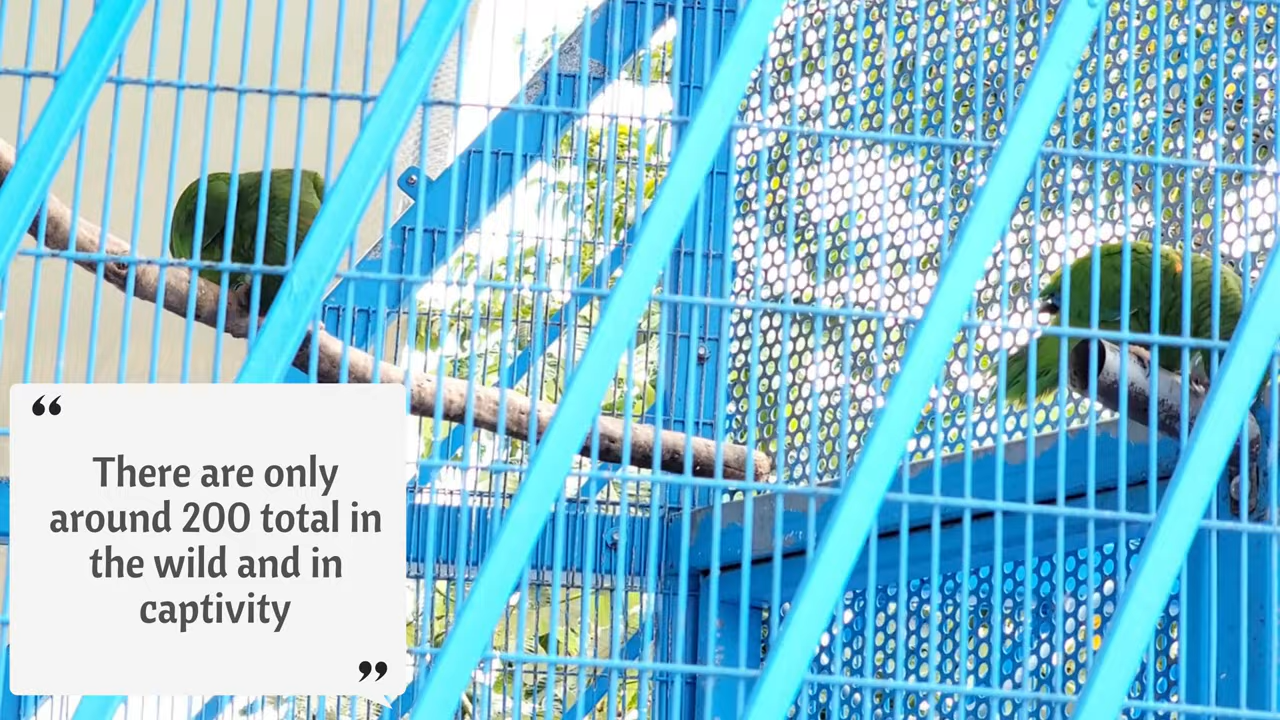 “
There are only
around 200 total in
the wild and in
captivity
”